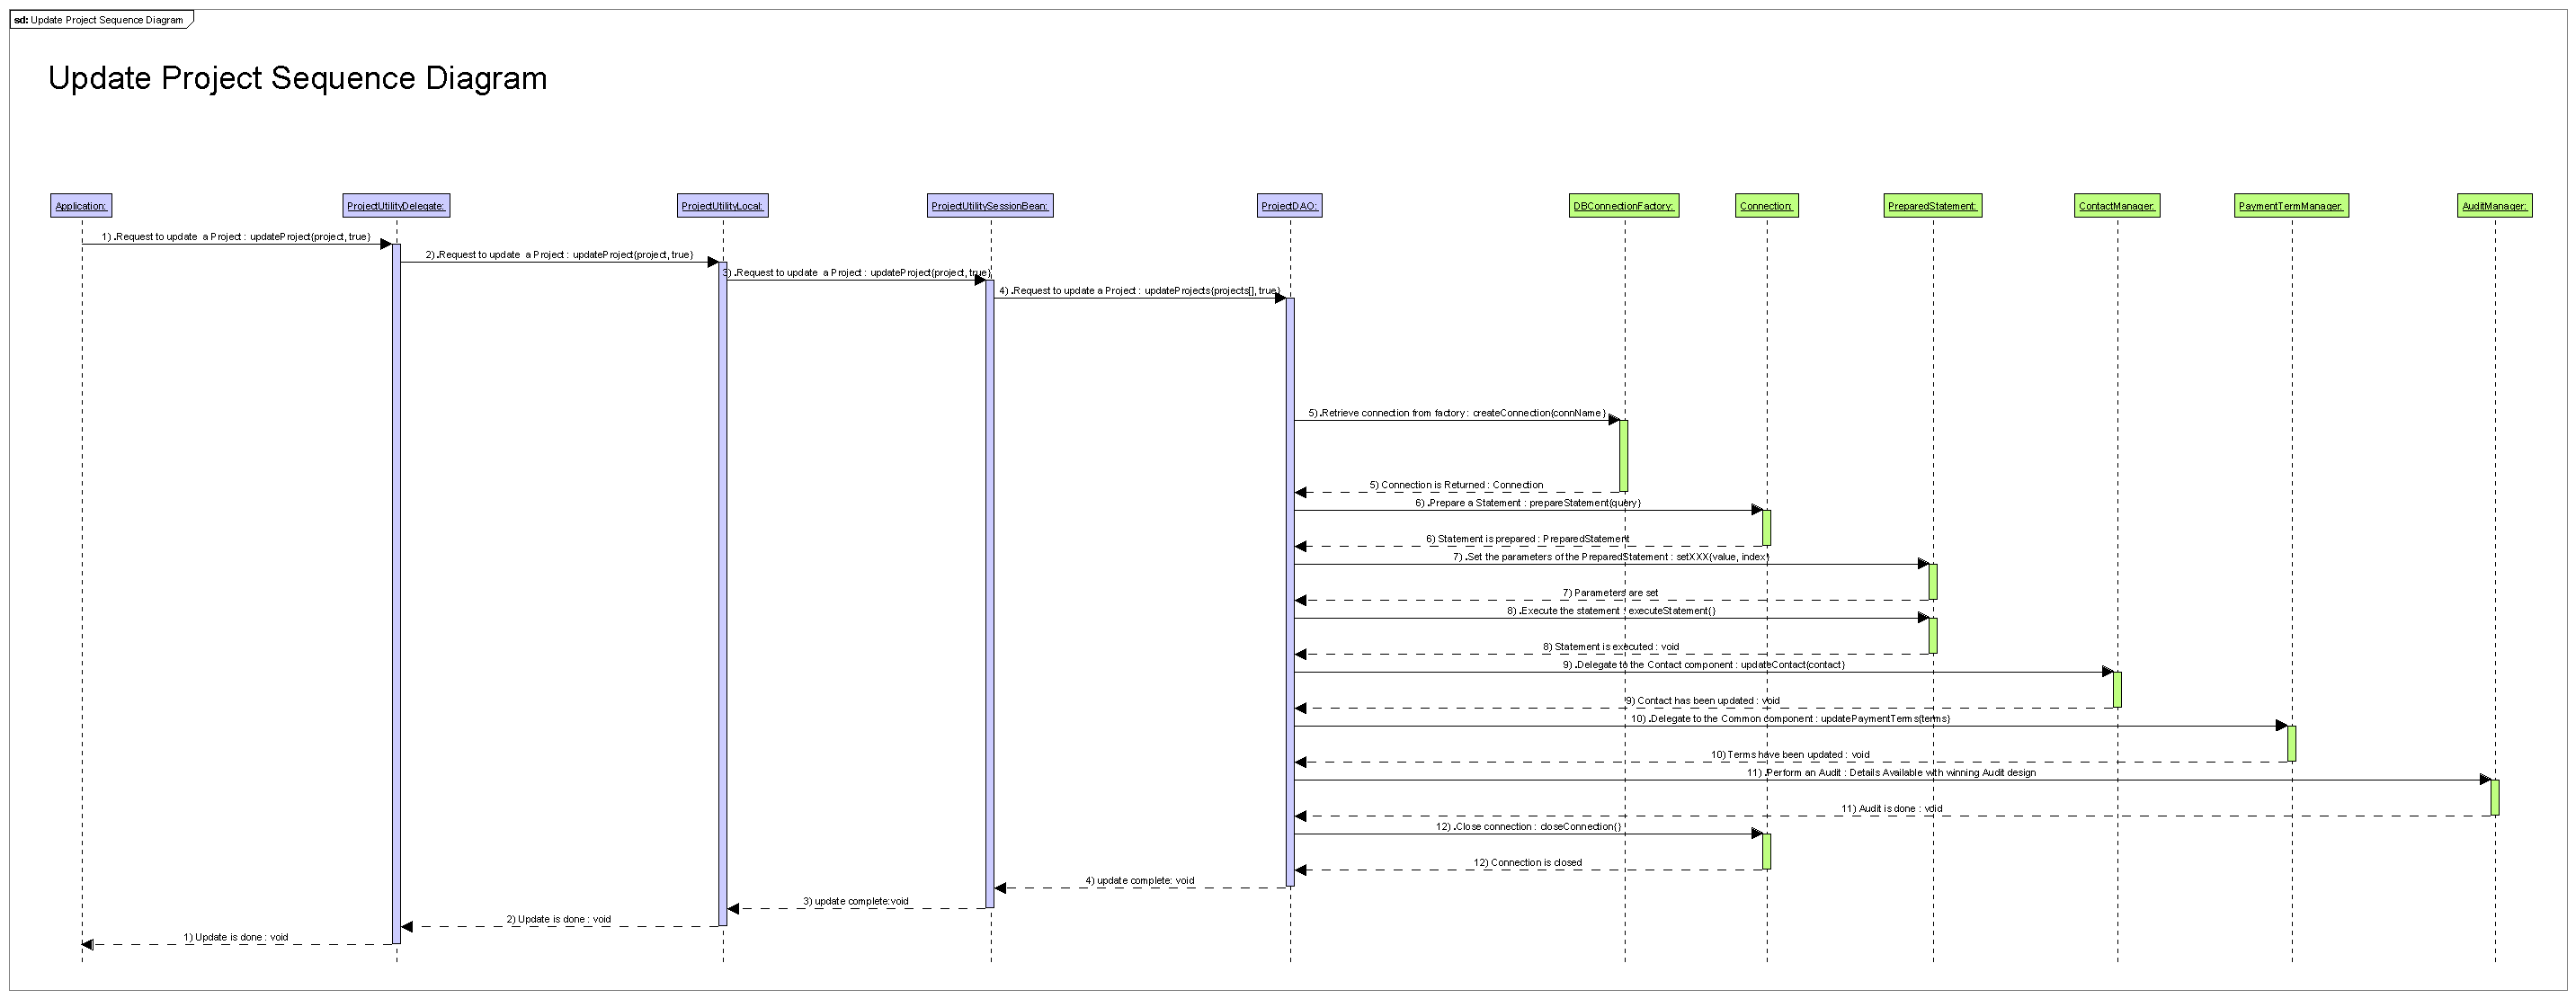 sd: Update Project Sequence Diagram
Update Project Sequence Diagram
Application:
ProjectUtilityDelegate:
ProjectUtilityLocal:
ProjectUtilitySessionBean:
ProjectDAO:
DBConnectionFactory:
Connection:
PreparedStatement:
ContactManager:
PaymentTermManager:
AuditManager:
1) .Request to update  a Project : updateProject(project, true)
2) .Request to update  a Project : updateProject(project, true)
3) .Request to update  a Project : updateProject(project, true)
4) .Request to update a Project : updateProjects(projects[], true)
5) .Retrieve connection from factory : createConnection(connName )
5) Connection is Returned : Connection
6) .Prepare a Statement : prepareStatement(query)
6) Statement is prepared : PreparedStatement
7) .Set the parameters of the PreparedStatement : setXXX(value, index)
7) Parameters are set
8) .Execute the statement : executeStatement()
8) Statement is executed : void
9) .Delegate to the Contact component : updateContact(contact)
9) Contact has been updated : void
10) .Delegate to the Common component : updatePaymentTerms(terms)
10) Terms have been updated : void
11) .Perform an Audit : Details Available with winning Audit design
11) Audit is done : void
12) .Close connection : closeConnection()
12) Connection is closed
4) update complete: void
3) update complete:void
2) Update is done : void
1) Update is done : void